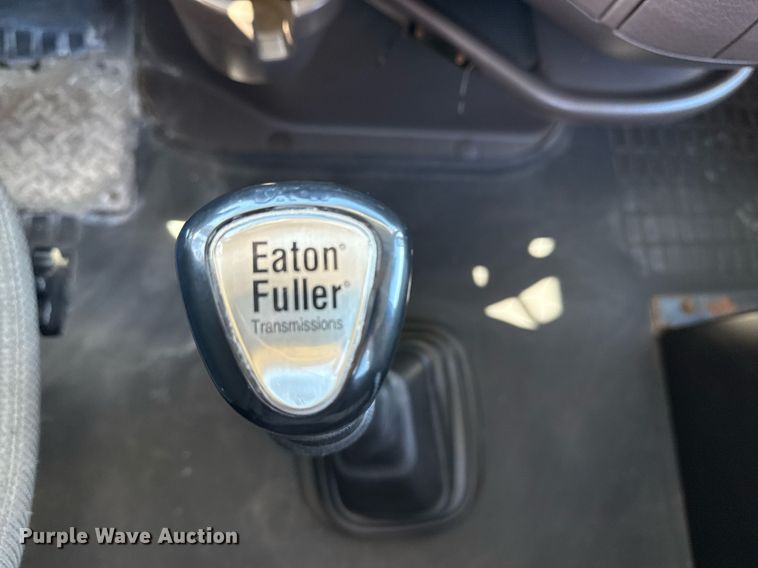 Eaton®
Fuller®
Transmissions
Purple Wave Auction